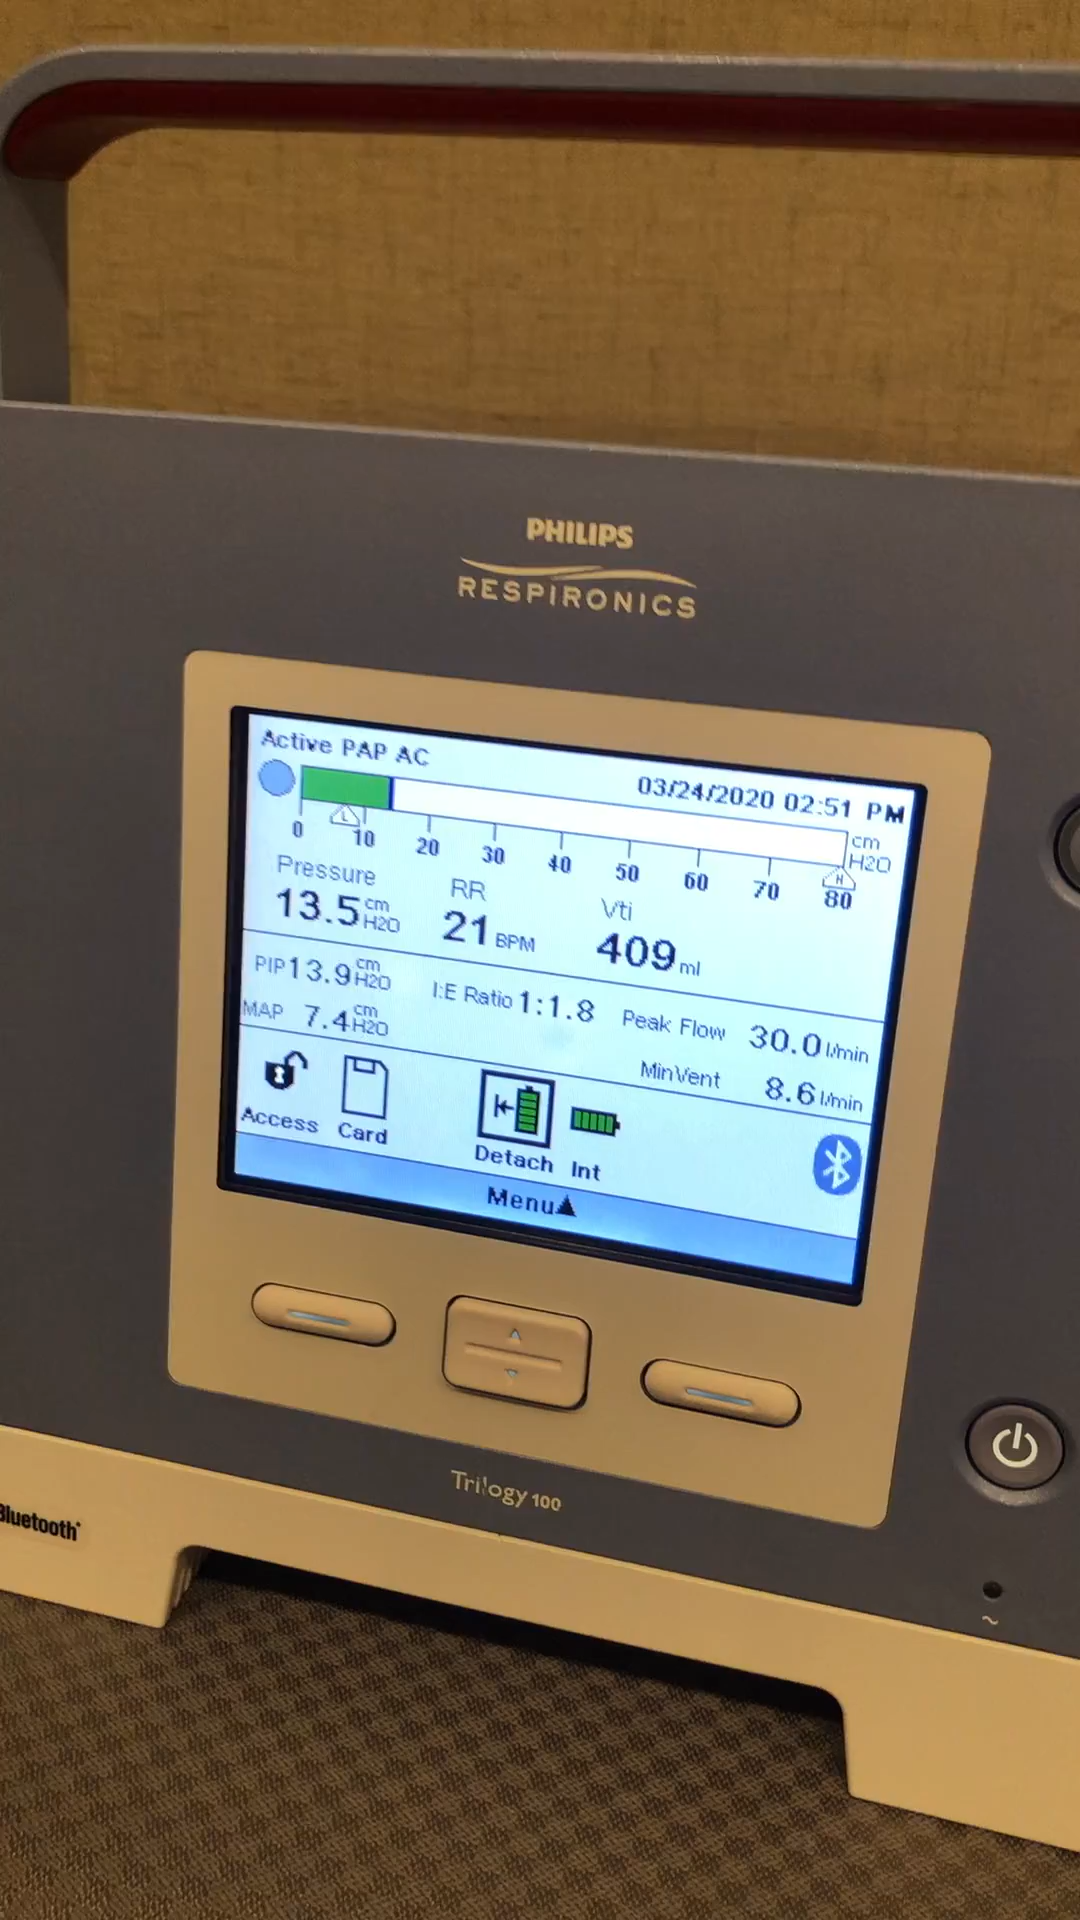 PHILIPS
RESPIRONICS
Active PAP AC
03/24/2020 02:51 PM
0 10 20 30 40 50 60 70 80
cm
H2O
L
H
Pressure
13.5 cm H2O
RR
21 BPM
Vti
409 ml
PIP 13.9 cm H2O
I:E Ratio 1:1.8
Peak Flow 30.0 l/min
MAP 7.4 cm H2O
MinVent 8.6 l/min
Access
Card
Detach
Int
Menu
Trilogy 100
Bluetooth
~